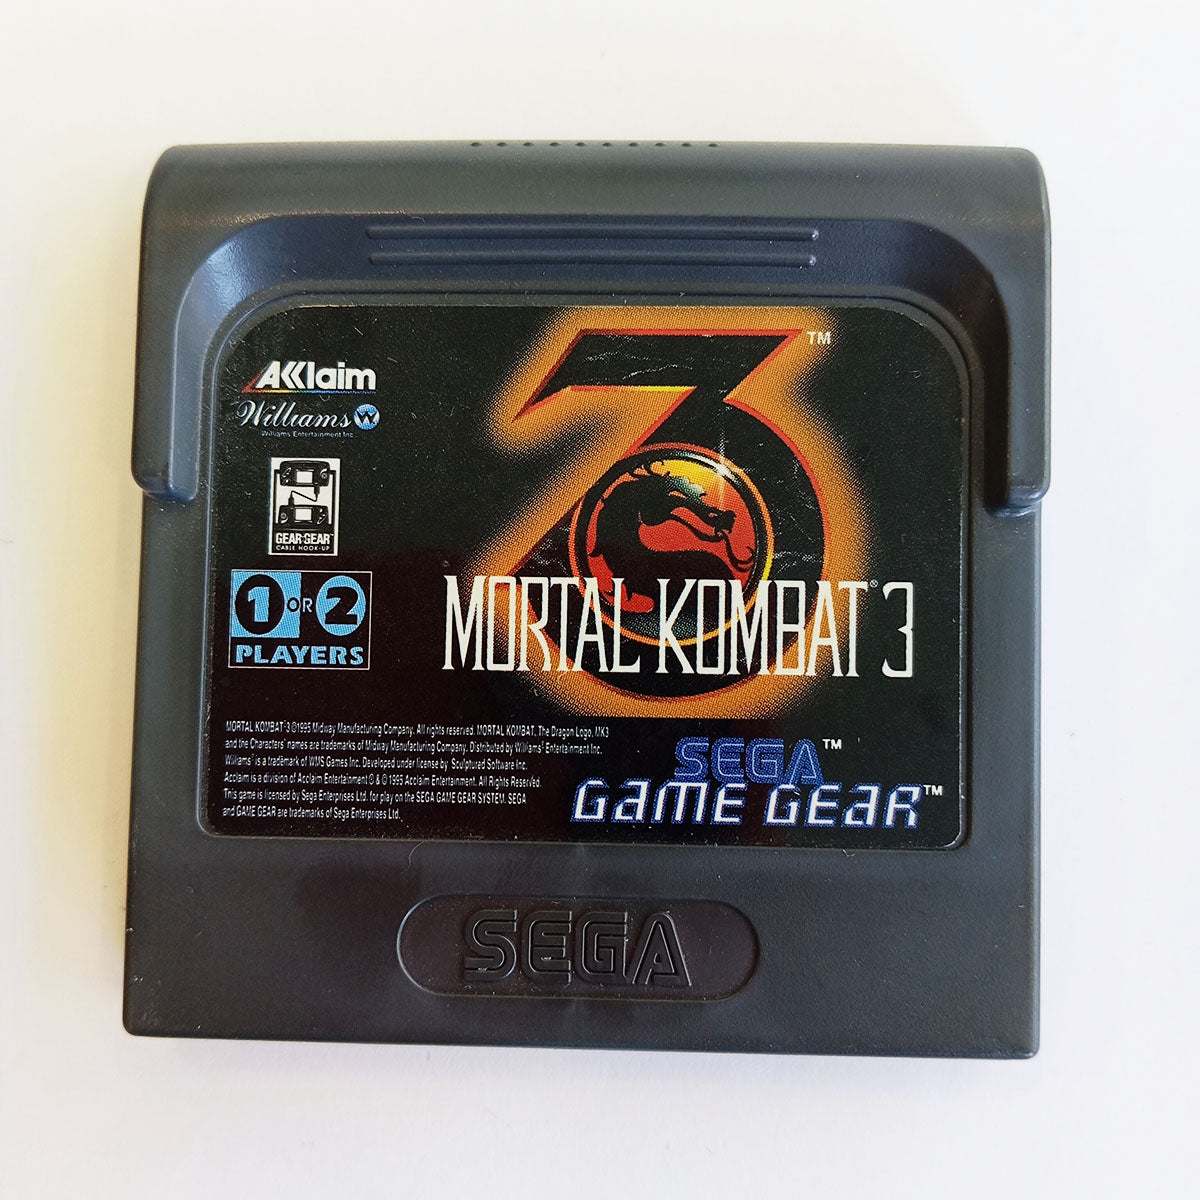 3™
Acclaim
Williams W
Williams Entertainment Inc.
GEAR-TO-GEAR™
CABLE HOOK-UP
1 OR 2
PLAYERS
MORTAL KOMBAT® 3
MORTAL KOMBAT® 3 © 1995 Midway Manufacturing Company. All rights reserved. MORTAL KOMBAT, The Dragon Logo, MK3
and the Characters' names are trademarks of Midway Manufacturing Company. Distributed by Williams® Entertainment Inc.
Williams® is a trademark of WMS Games Inc. Developed under license by Sculptured Software Inc.
Acclaim is a division of Acclaim Entertainment ® & © 1995 Acclaim Entertainment. All Rights Reserved.
This game is licensed by Sega Enterprises Ltd. for play on the SEGA GAME GEAR SYSTEM. SEGA
and GAME GEAR are trademarks of Sega Enterprises Ltd.
SEGA™
GAME GEAR™
SEGA